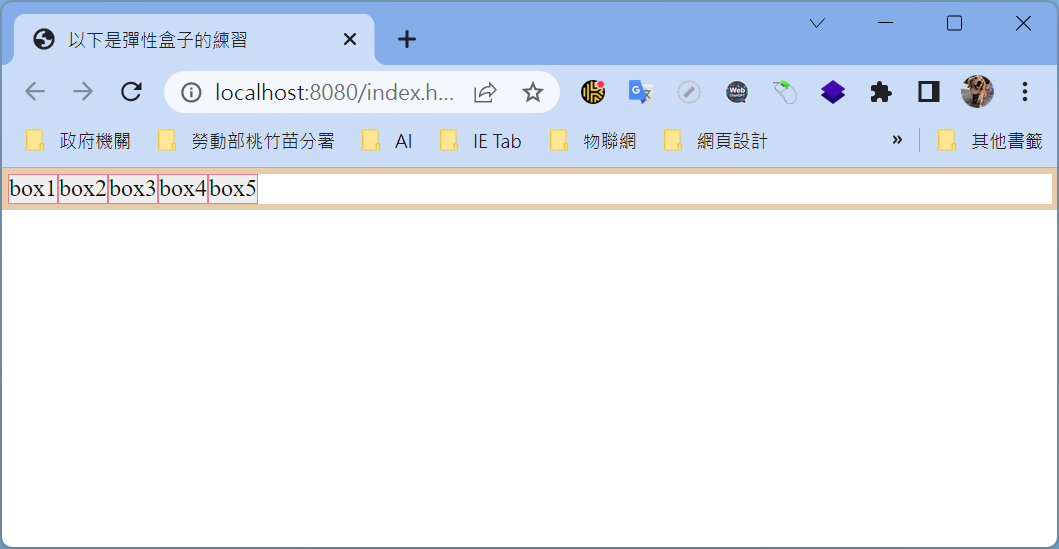 以下是彈性盒子的練習
localhost:8080/index.h...
Web
ChatGPT
政府機關 勞動部桃竹苗分署 AI IE Tab 物聯網 網頁設計 » 其他書籤
box1 box2 box3 box4 box5